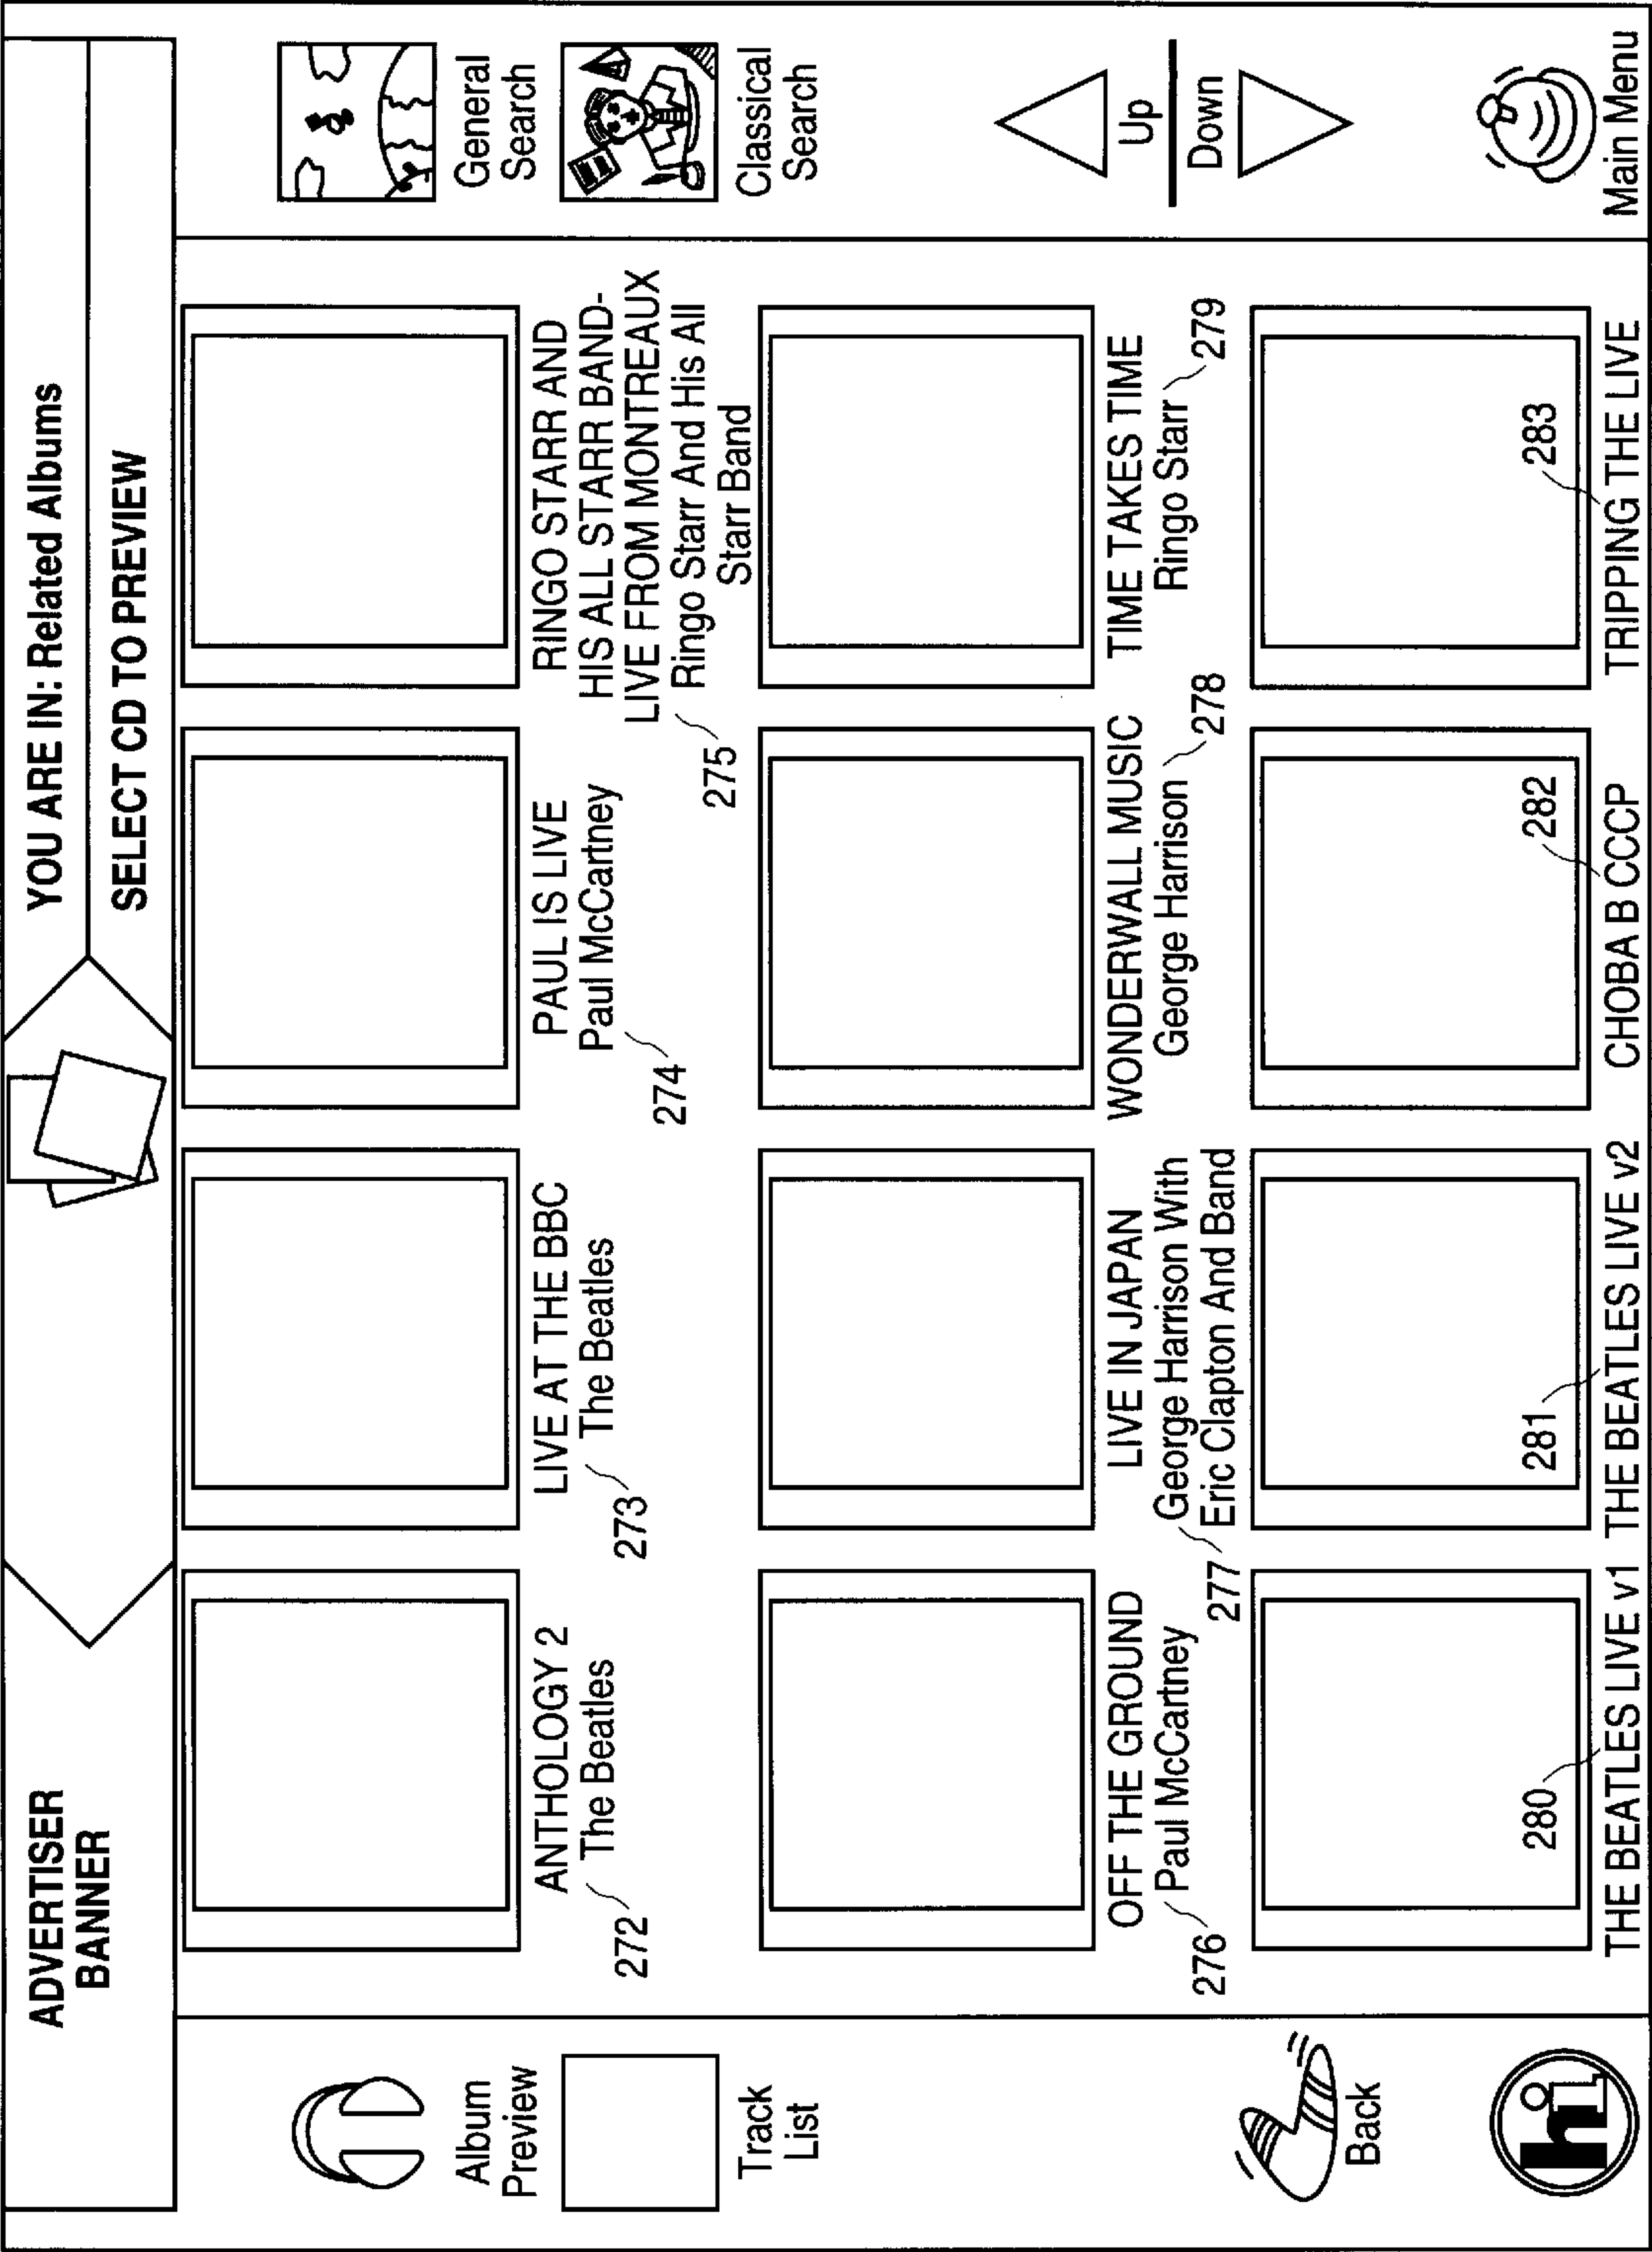 ADVERTISER
BANNER
YOU ARE IN: Related Albums
SELECT CD TO PREVIEW
Album
Preview
Track
List
Back
hi
ANTHOLOGY 2
The Beatles
272
LIVE AT THE BBC
The Beatles
273
PAUL IS LIVE
Paul McCartney
274
RINGO STARR AND
HIS ALL STARR BAND-
LIVE FROM MONTREAUX
Ringo Starr And His All
Starr Band
275
OFF THE GROUND
Paul McCartney
276
LIVE IN JAPAN
George Harrison With
Eric Clapton And Band
277
WONDERWALL MUSIC
George Harrison
278
TIME TAKES TIME
Ringo Starr
279
280
THE BEATLES LIVE v1
281
THE BEATLES LIVE v2
282
CHOBA B CCCP
283
TRIPPING THE LIVE
General
Search
Classical
Search
Up
Down
Main Menu